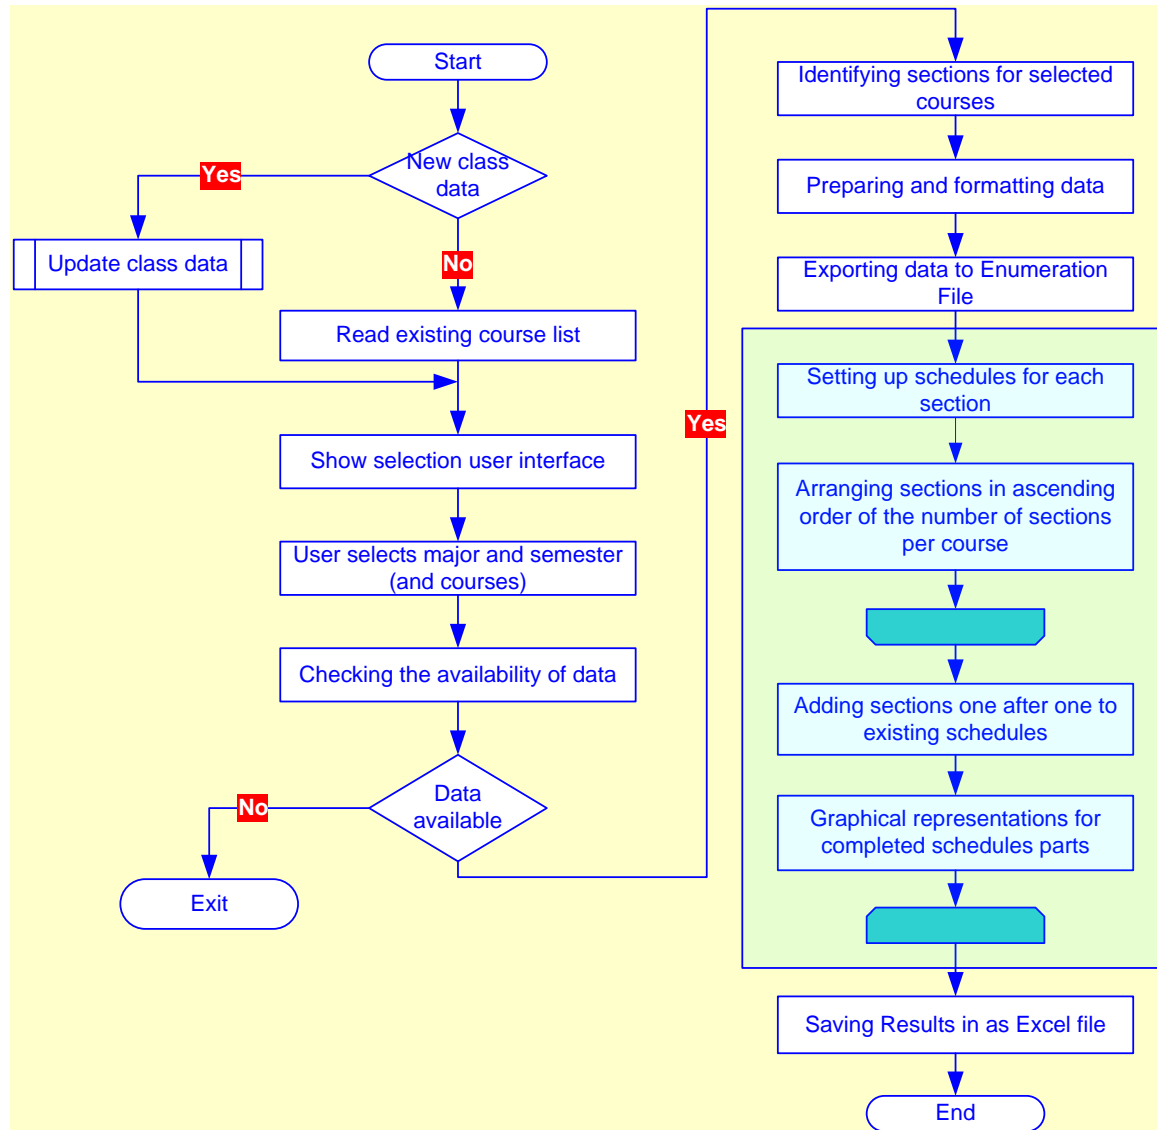 Start
New class
data
Yes
Update class data
No
Read existing course list
Show selection user interface
User selects major and semester
(and courses)
Checking the availability of data
Data
available
No
Exit
Yes
Identifying sections for selected
courses
Preparing and formatting data
Exporting data to Enumeration
File
Setting up schedules for each
section
Arranging sections in ascending
order of the number of sections
per course
Adding sections one after one to
existing schedules
Graphical representations for
completed schedules parts
Saving Results in as Excel file
End